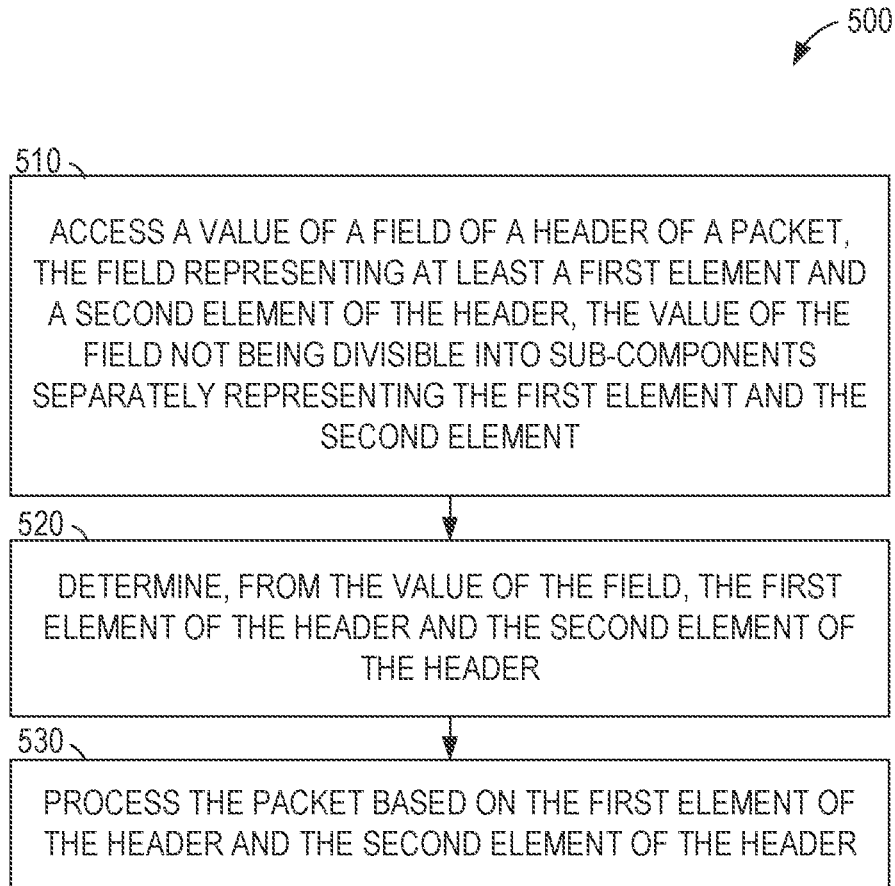 500
510
ACCESS A VALUE OF A FIELD OF A HEADER OF A PACKET,
THE FIELD REPRESENTING AT LEAST A FIRST ELEMENT AND
A SECOND ELEMENT OF THE HEADER, THE VALUE OF THE
FIELD NOT BEING DIVISIBLE INTO SUB-COMPONENTS
SEPARATELY REPRESENTING THE FIRST ELEMENT AND THE
SECOND ELEMENT
520
DETERMINE, FROM THE VALUE OF THE FIELD, THE FIRST
ELEMENT OF THE HEADER AND THE SECOND ELEMENT OF
THE HEADER
530
PROCESS THE PACKET BASED ON THE FIRST ELEMENT OF
THE HEADER AND THE SECOND ELEMENT OF THE HEADER